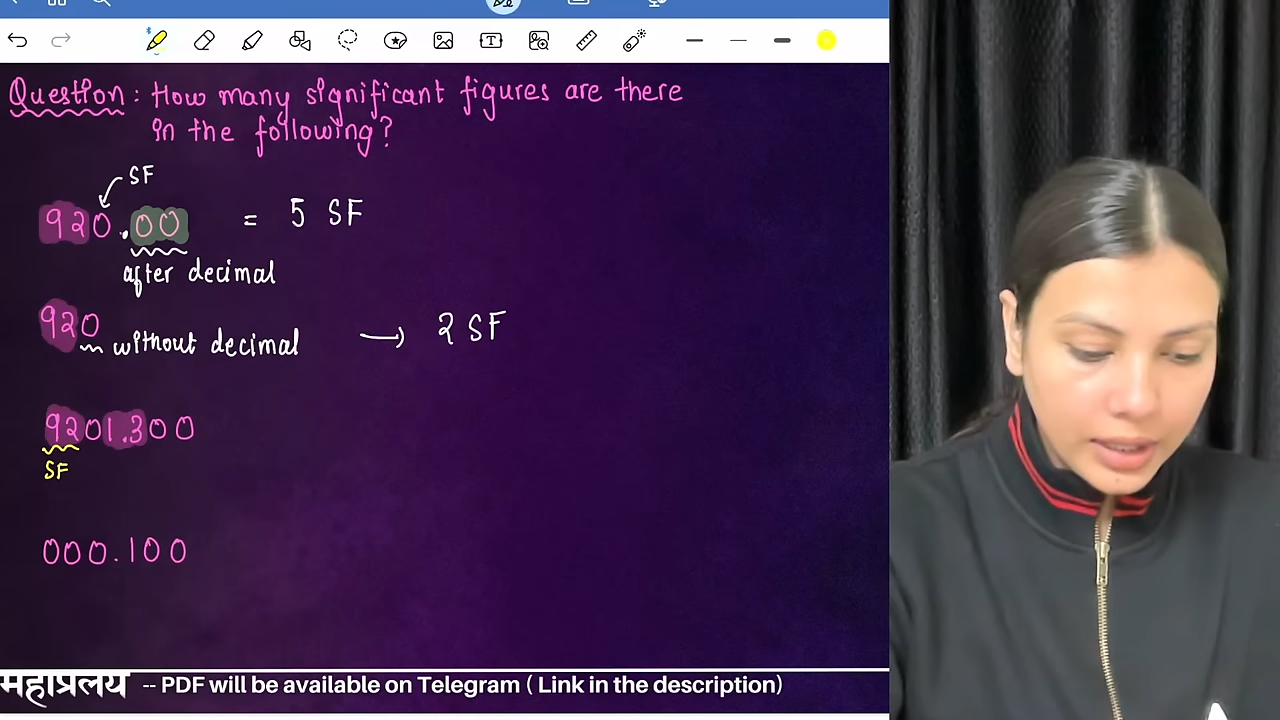 Question: How many significant figures are there
in the following?
SF
920.00 = 5 SF
after decimal
920 without decimal → 2 SF
9201.300
SF
000.100
महाप्रलय -- PDF will be available on Telegram ( Link in the description)